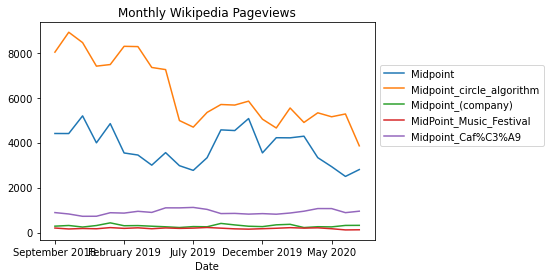 Monthly Wikipedia Pageviews
8000
6000
4000
2000
0
September 2018 February 2019 July 2019 December 2019 May 2020
Date
Midpoint
Midpoint_circle_algorithm
Midpoint_(company)
MidPoint_Music_Festival
Midpoint_Caf%C3%A9